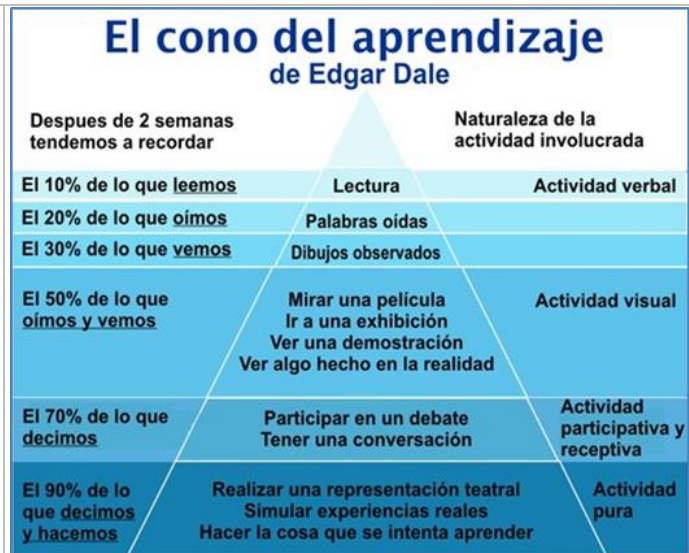 El cono del aprendizaje
de Edgar Dale
Despues de 2 semanas
tendemos a recordar
Naturaleza de la
actividad involucrada
El 10% de lo que leemos
Lectura
Actividad verbal
El 20% de lo que oímos
Palabras oídas
El 30% de lo que vemos
Dibujos observados
El 50% de lo que
oímos y vemos
Mirar una película
Ir a una exhibición
Ver una demostración
Ver algo hecho en la realidad
Actividad visual
El 70% de lo que
decimos
Participar en un debate
Tener una conversación
Actividad
participativa y
receptiva
El 90% de lo
que decimos
y hacemos
Realizar una representación teatral
Simular experiencias reales
Hacer la cosa que se intenta aprender
Actividad
pura